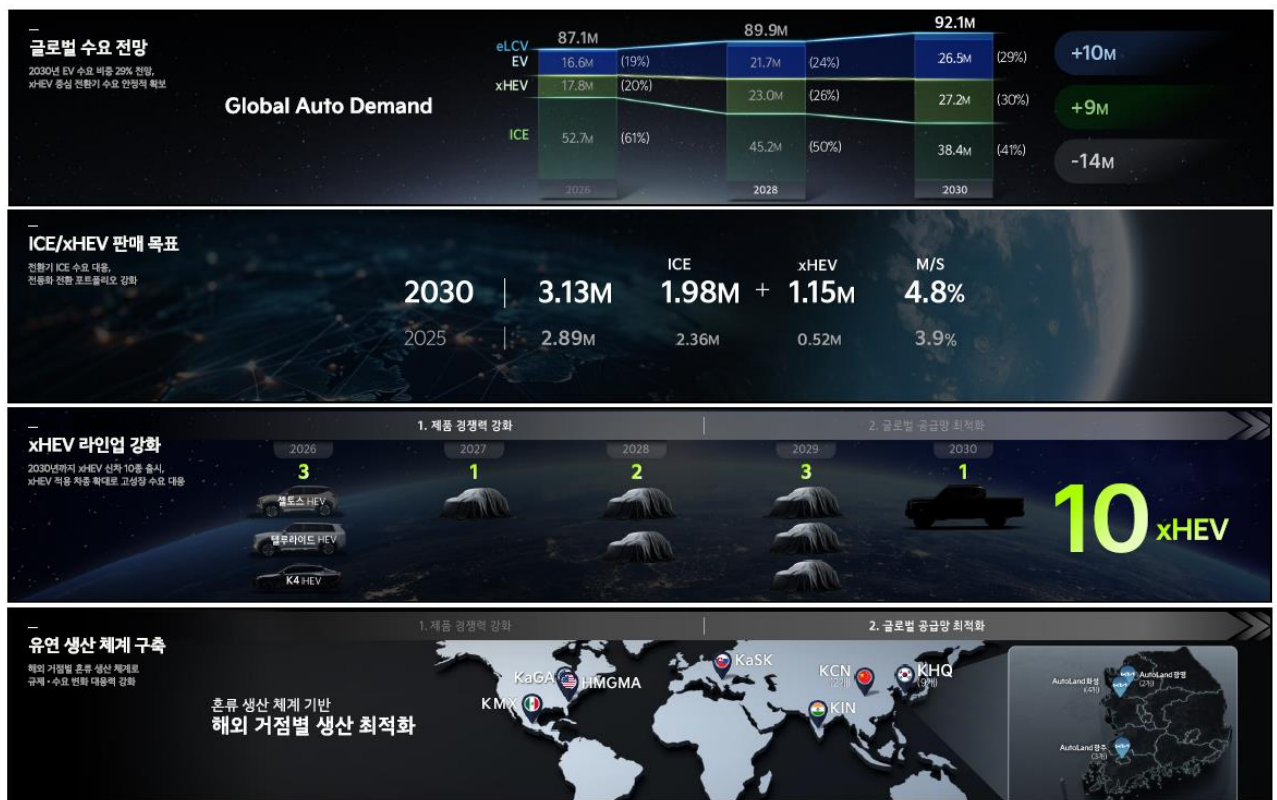 글로벌 수요 전망
2030년 EV 수요 비중 29% 전망,
xHEV 중심 전환기 수요 안정적 확보
Global Auto Demand
eLCV
EV
xHEV
ICE
87.1M
16.6M (19%)
17.8M (20%)
52.7M (61%)
2026
89.9M
21.7M (24%)
23.0M (26%)
45.2M (50%)
2028
92.1M
26.5M (29%)
27.2M (30%)
38.4M (41%)
2030
+10M
+9M
-14M
ICE/xHEV 판매 목표
전환기 ICE 수요 대응,
전동화 전환 포트폴리오 강화
ICE xHEV M/S
2030 3.13M 1.98M + 1.15M 4.8%
2025 2.89M 2.36M 0.52M 3.9%
xHEV 라인업 강화
2030년까지 xHEV 신차 10종 출시,
xHEV 적용 차종 확대로 고성장 수요 대응
1. 제품 경쟁력 강화 2. 글로벌 공급망 최적화
2026 2027 2028 2029 2030
3 1 2 3 1
셀토스 HEV
텔루라이드 HEV
K4 HEV
10 xHEV
유연 생산 체계 구축
해외 거점별 혼류 생산 체계로
규제·수요 변화 대응력 강화
1. 제품 경쟁력 강화 2. 글로벌 공급망 최적화
혼류 생산 체계 기반
해외 거점별 생산 최적화
KaGA
HMGMA
KMX
KaSK
KCN
KIN
KHQ
AutoLand 화성
(4개)
AutoLand 광명
(2개)
AutoLand 광주
(3개)